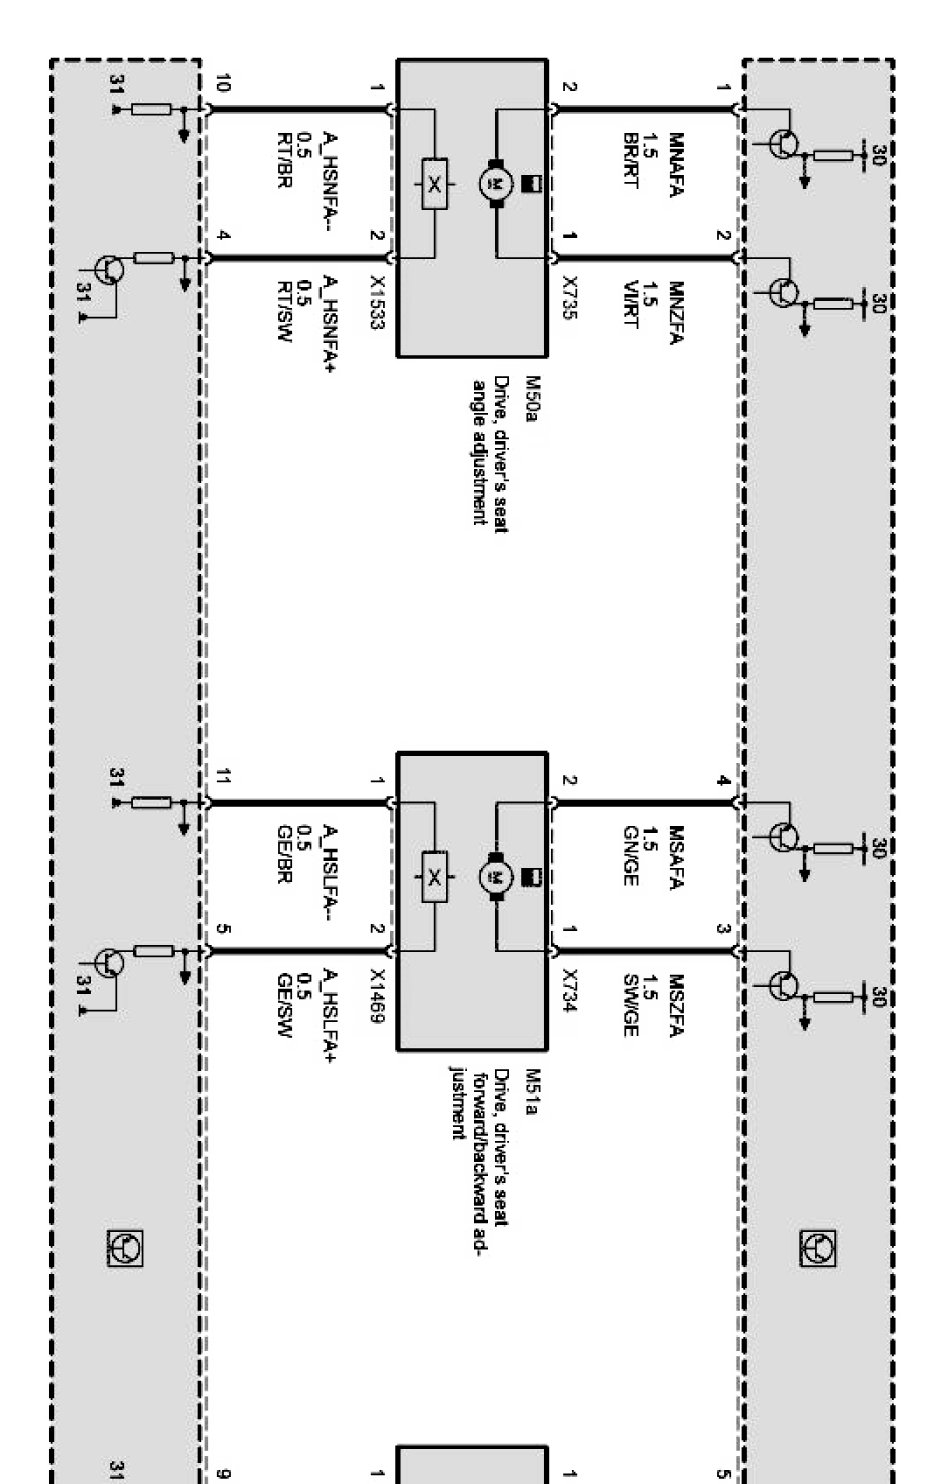 30
1
MNAFA
1.5
BR/RT
2
1
A_HSNFA--
0.5
RT/BR
10
31
30
2
MNZFA
1.5
VI/RT
1
X735
2
X1533
A_HSNFA+
0.5
RT/SW
4
31
M
X
M50a
Drive, driver's seat
angle adjustment
30
4
MSAFA
1.5
GN/GE
2
1
A_HSLFA--
0.5
GE/BR
11
31
30
3
MSZFA
1.5
SW/GE
1
X734
2
X1469
A_HSLFA+
0.5
GE/SW
5
31
M
X
M51a
Drive, driver's seat
forward/backward ad-
justment
5
1
1
9
31